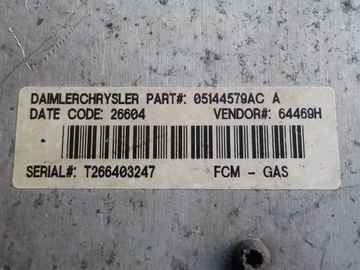 DAIMLERCHRYSLER PART#: 05144579AC A
DATE CODE: 26604 VENDOR#: 64469H
SERIAL#: T266403247 FCM - GAS